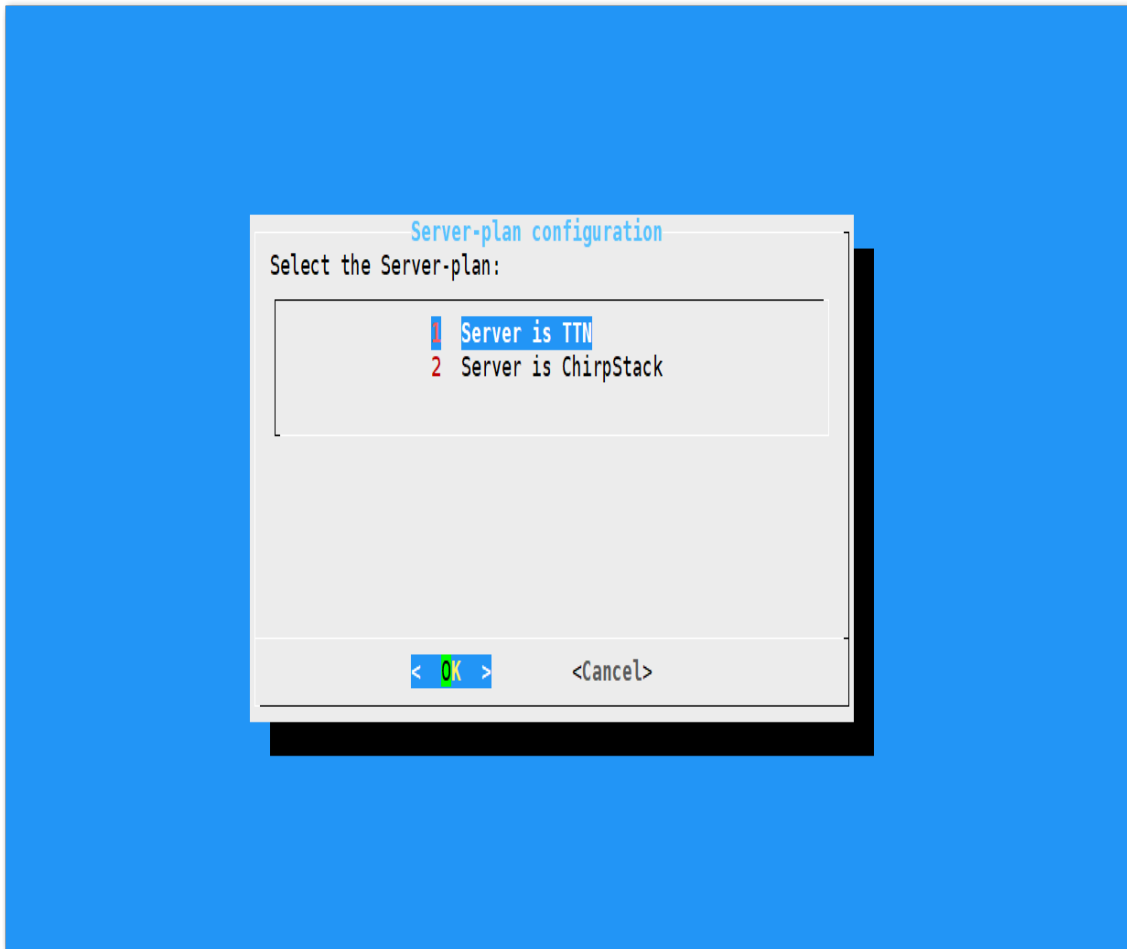 Server-plan configuration
Select the Server-plan:
1 Server is TTN
2 Server is ChirpStack
< OK > <Cancel>